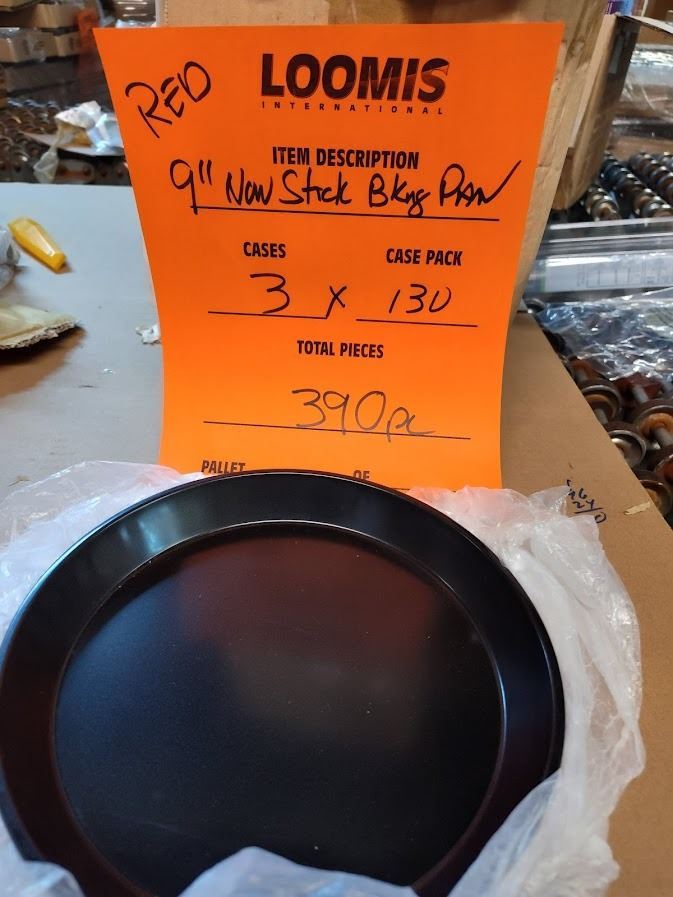 RED
LOOMIS
INTERNATIONAL
ITEM DESCRIPTION
9" Non Stick Bkng Pan
CASES CASE PACK
3 x 130
TOTAL PIECES
390pc
PALLET OF